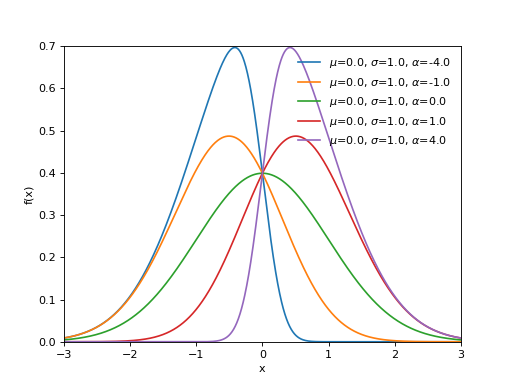 0.7
0.6
0.5
0.4
0.3
0.2
0.1
0.0
f(x)
μ=0.0, σ=1.0, α=-4.0
μ=0.0, σ=1.0, α=-1.0
μ=0.0, σ=1.0, α=0.0
μ=0.0, σ=1.0, α=1.0
μ=0.0, σ=1.0, α=4.0
−3 −2 −1 0 1 2 3
x